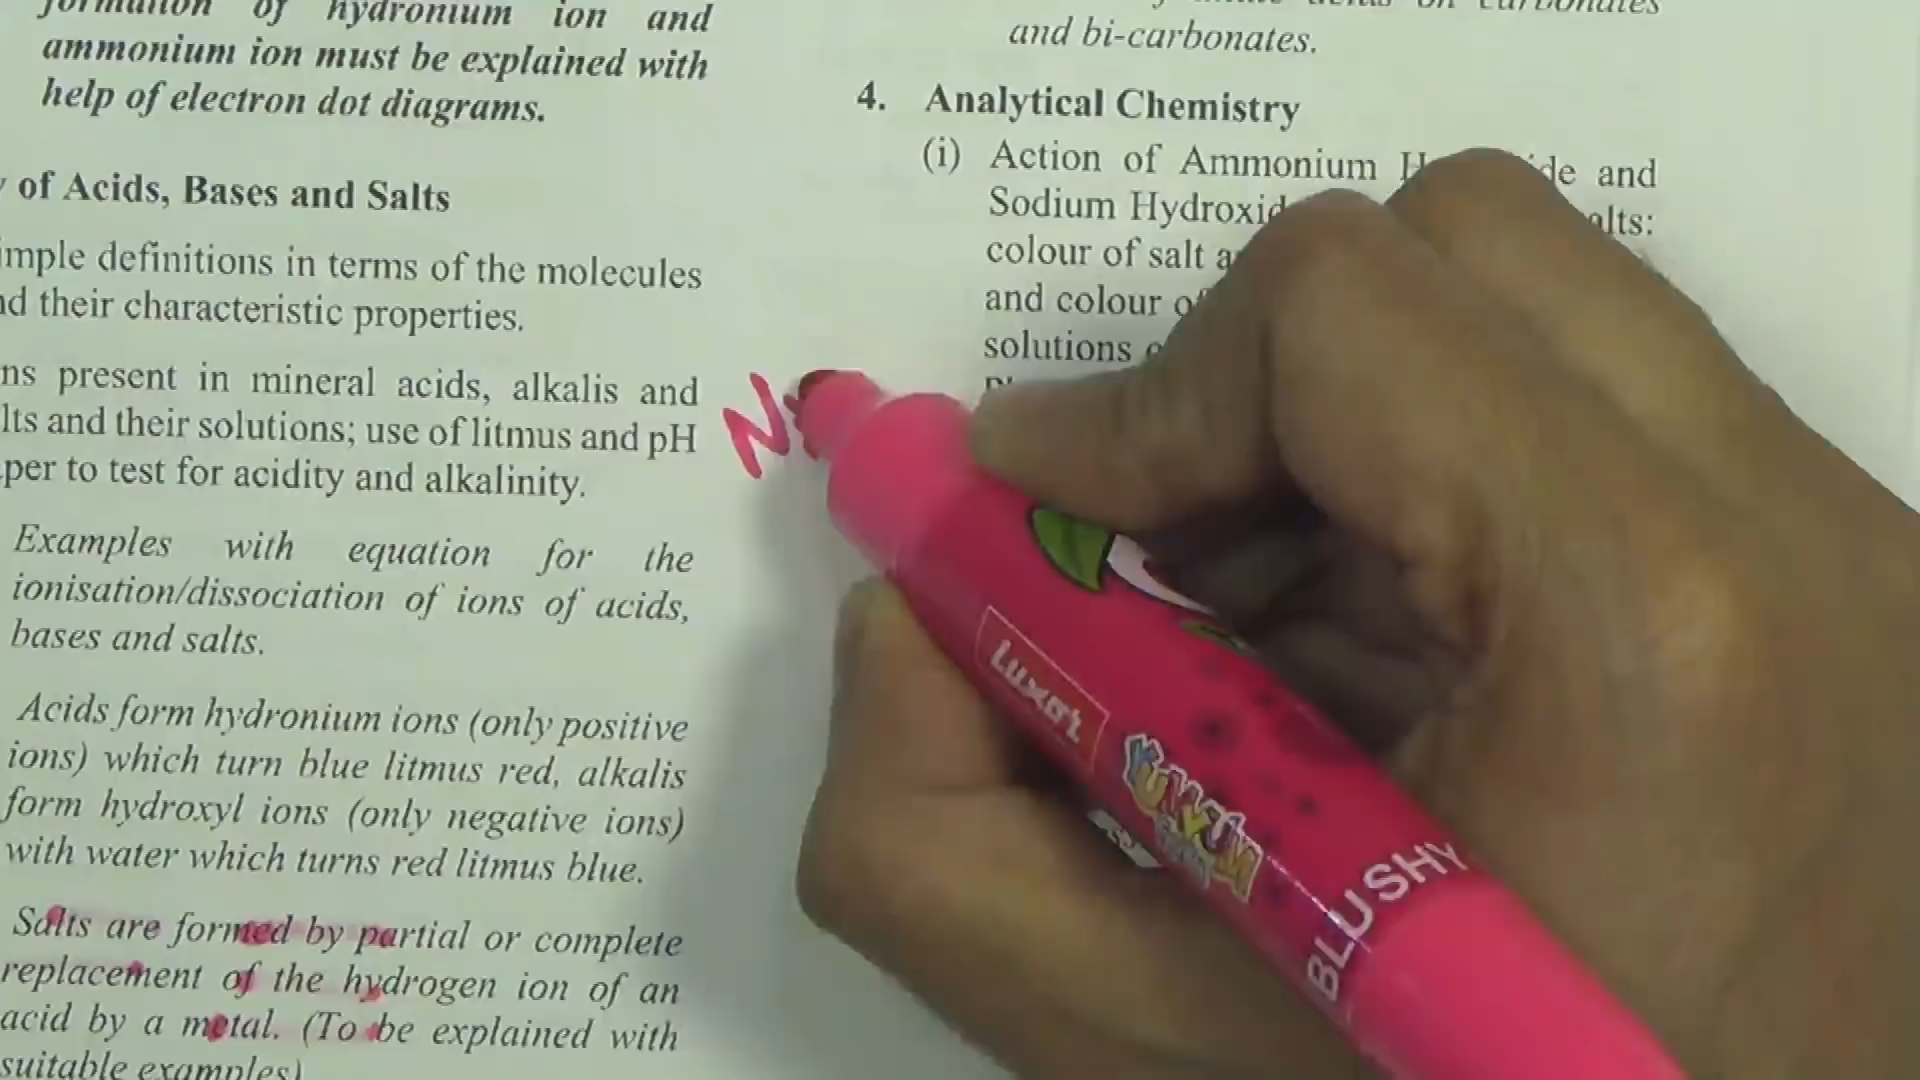 of hydronium ion and
ammonium ion must be explained with
help of electron dot diagrams.
of Acids, Bases and Salts
imple definitions in terms of the molecules
nd their characteristic properties.
ns present in mineral acids, alkalis and
lts and their solutions; use of litmus and pH
per to test for acidity and alkalinity.
Examples with equation for the
ionisation/dissociation of ions of acids,
bases and salts.
Acids form hydronium ions (only positive
ions) which turn blue litmus red, alkalis
form hydroxyl ions (only negative ions)
with water which turns red litmus blue.
Salts are formed by partial or complete
replacement of the hydrogen ion of an
acid by a metal. (To be explained with
suitable examples)
on carbonates
and bi-carbonates.
4. Analytical Chemistry
(i) Action of Ammonium de and
Sodium Hydroxid alts:
colour of salt a
and colour of
solutions
N
Luxor
YUMMY
BLUSHY